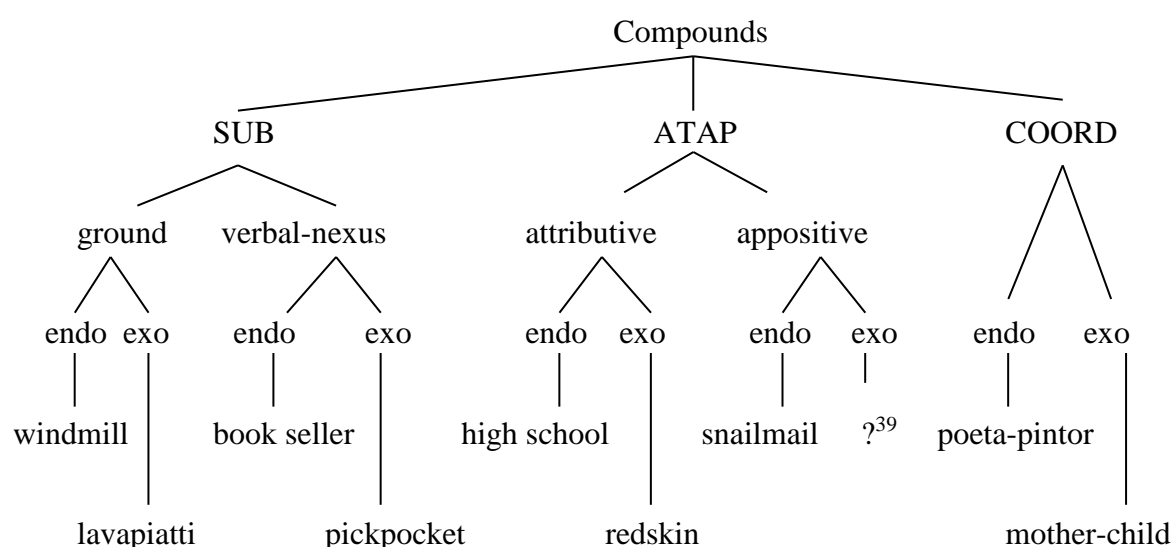 Compounds
SUB ATAP COORD
ground verbal-nexus attributive appositive
endo exo endo exo endo exo endo exo endo exo
windmill book seller high school snailmail ?39 poeta-pintor
lavapiatti pickpocket redskin mother-child